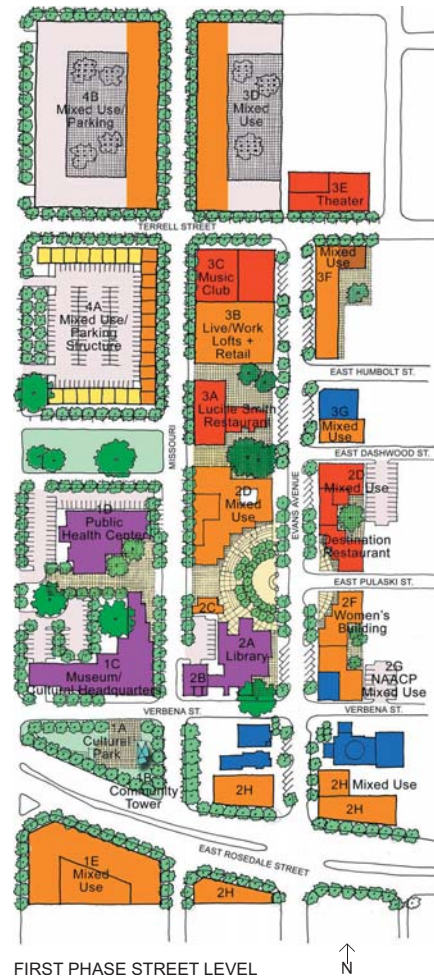 4B
Mixed Use/
Parking
3D
Mixed
Use
3E
Theater
TERRELL STREET
3C
Music
Club
Mixed
Use
3F
4A
Mixed Use/
Parking
Structure
3B
Live/Work
Lofts +
Retail
EAST HUMBOLT ST.
3A
Lucille Smith
Restaurant
3G
Mixed
Use
MISSOURI
EAST DASHWOOD ST.
EVANS AVENUE
1D
Public
Health Center
2D
Mixed
Use
2D
Mixed Use
Destination
Restaurant
EAST PULASKI ST.
2C
2F
Women's
Building
2A
Library
1C
Museum/
Cultural Headquarters
2B
2G
NAACP
Mixed Use
VERBENA ST.
VERBENA ST.
1A
Cultural
Park
1B
Community
Tower
2H
2H Mixed Use
2H
EAST ROSEDALE STREET
1E
Mixed
Use
2H
FIRST PHASE STREET LEVEL
N